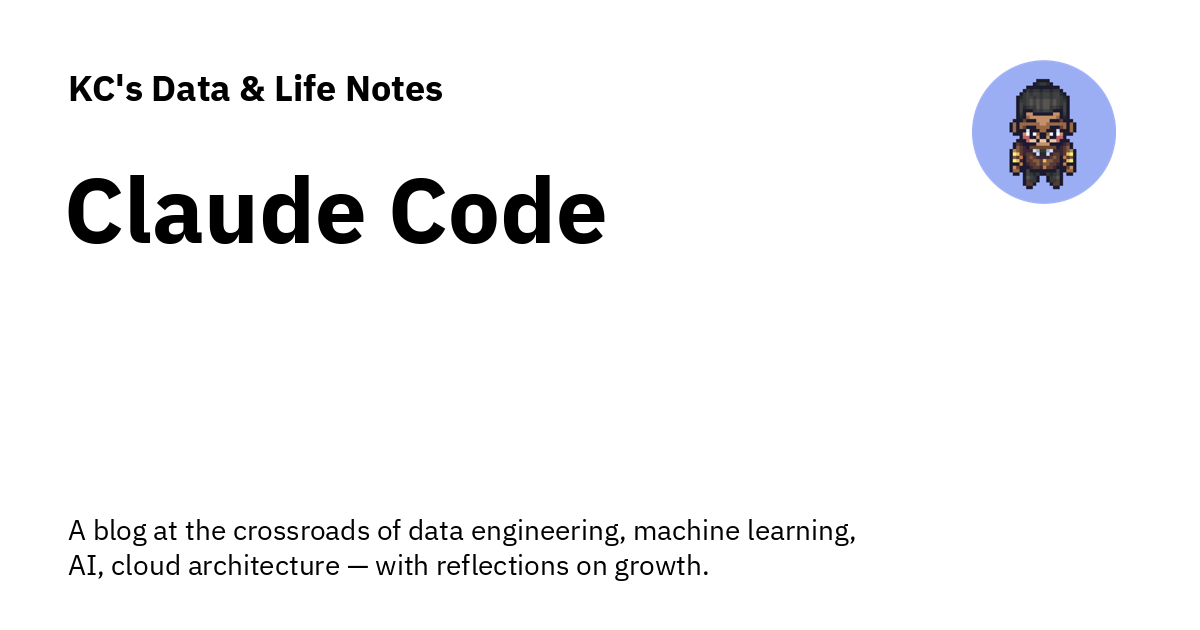 KC's Data & Life Notes
Claude Code
A blog at the crossroads of data engineering, machine learning,
AI, cloud architecture — with reflections on growth.